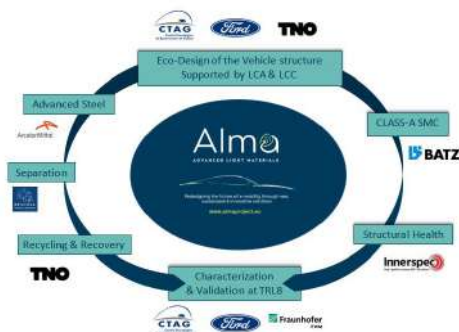 CTAG
Ford
TNO
Eco-Design of the Vehicle structure
Supported by LCA & LCC
Advanced Steel
ArcelorMittal
CLASS-A SMC
BATZ
Alma
ADVANCED LIGHT MATERIALS
www.almaproject.eu
Separation
Structural Health
Innerspec
Recycling & Recovery
TNO
Characterization
& Validation at TRL8
CTAG
Ford
Fraunhofer
ITWM